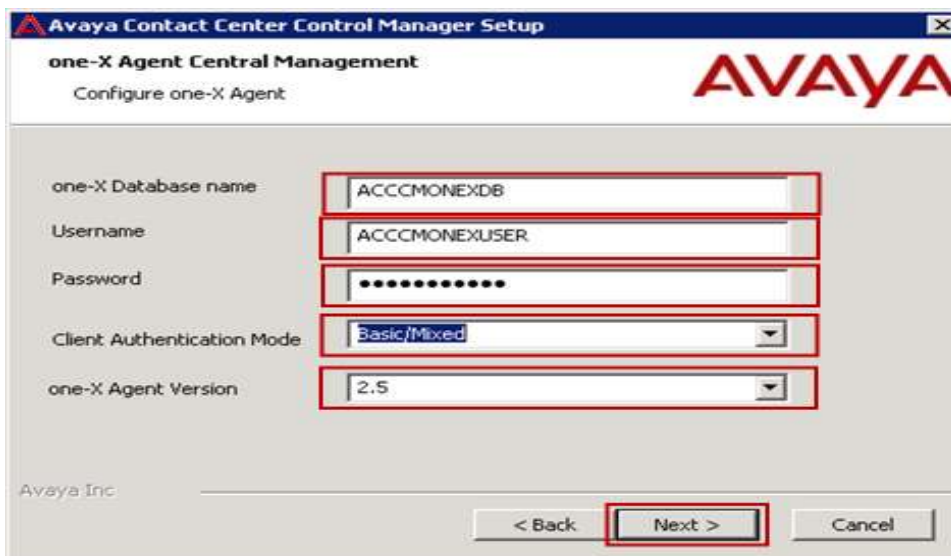 Avaya Contact Center Control Manager Setup
one-X Agent Central Management
Configure one-X Agent
AVAYA
one-X Database name
ACCCMONEXDB
Username
ACCCMONEXUSER
Password
●●●●●●●●●●●
Client Authentication Mode
Basic/Mixed
one-X Agent Version
2.5
Avaya Inc
< Back
Next >
Cancel